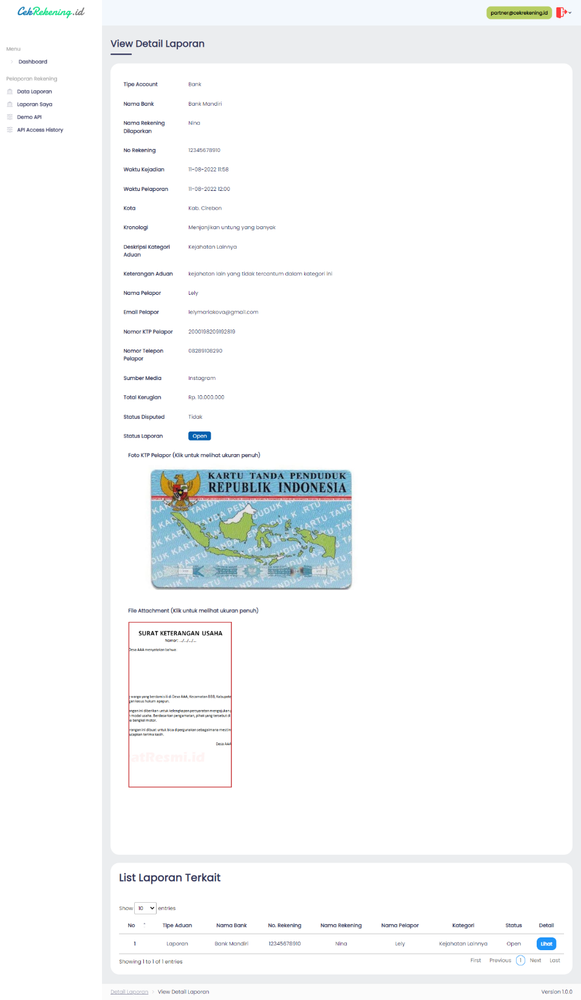 CekRekening.id
partner@cekrekening.id
Menu
Dashboard
Pelaporan Rekening
Data Laporan
Laporan Saya
Demo API
API Access History
View Detail Laporan
Tipe Account Bank
Nama Bank Bank Mandiri
Nama Rekening Dilaporkan Nina
No Rekening 12345678910
Waktu Kejadian 11-08-2022 11:58
Waktu Pelaporan 11-08-2022 12:00
Kota Kab. Cirebon
Kronologi Menjanjikan untung yang banyak
Deskripsi Kategori Aduan Kejahatan Lainnya
Keterangan Aduan kejahatan lain yang tidak tercantum dalam kategori ini
Nama Pelapor Lely
Email Pelapor lelymariakova@gmail.com
Nomor KTP Pelapor 2000198209192819
Nomor Telepon Pelapor 08289108290
Sumber Media Instagram
Total Kerugian Rp. 10.000.000
Status Disputed Tidak
Status Laporan Open
Foto KTP Pelapor (Klik untuk melihat ukuran penuh)
KARTU TANDA PENDUDUK
REPUBLIK INDONESIA
File Attachment (Klik untuk melihat ukuran penuh)
SURAT KETERANGAN USAHA
Nomor: .../.../.../...
Desa AAA menyatakan bahwa
warga yang berdomisili di Desa AAA, Kecamatan BBB, Kabupate
gan kasus hukum apapun.
angan ini diberikan untuk kelengkapan persyaratan mengajukan
modal usaha. Berdasarkan pengamatan, pihak yang tersebut di
a bengkel motor.
rangan ini dibuat untuk bisa dipergunakan sebagaimana mestin
ucapkan terima kasih.
Desa AAA
atResmi.id
List Laporan Terkait
Show 10 entries
No Tipe Aduan Nama Bank No. Rekening Nama Rekening Nama Pelapor Kategori Status Detail
1 Laporan Bank Mandiri 12345678910 Nina Lely Kejahatan Lainnya Open Lihat
Showing 1 to 1 of 1 entries
First Previous 1 Next Last
Detail Laporan > View Detail Laporan
Version 1.0.0